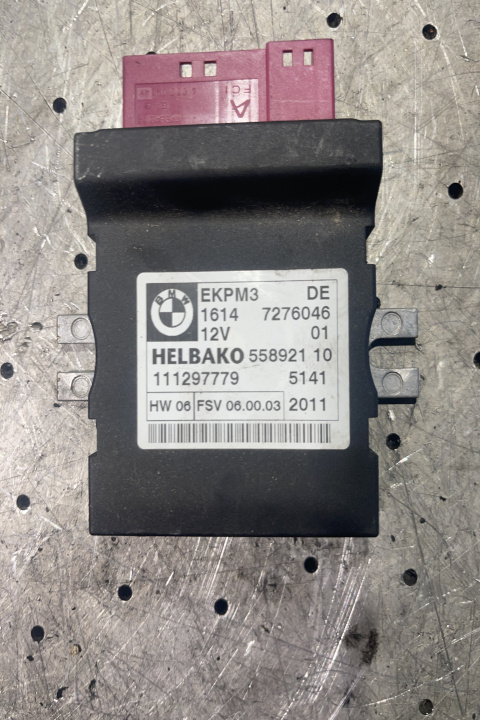 FCI
A
BMW
EKPM3 DE
1614 7276046
12V 01
HELBAKO 558921 10
111297779 5141
HW 06 FSV 06.00.03 2011